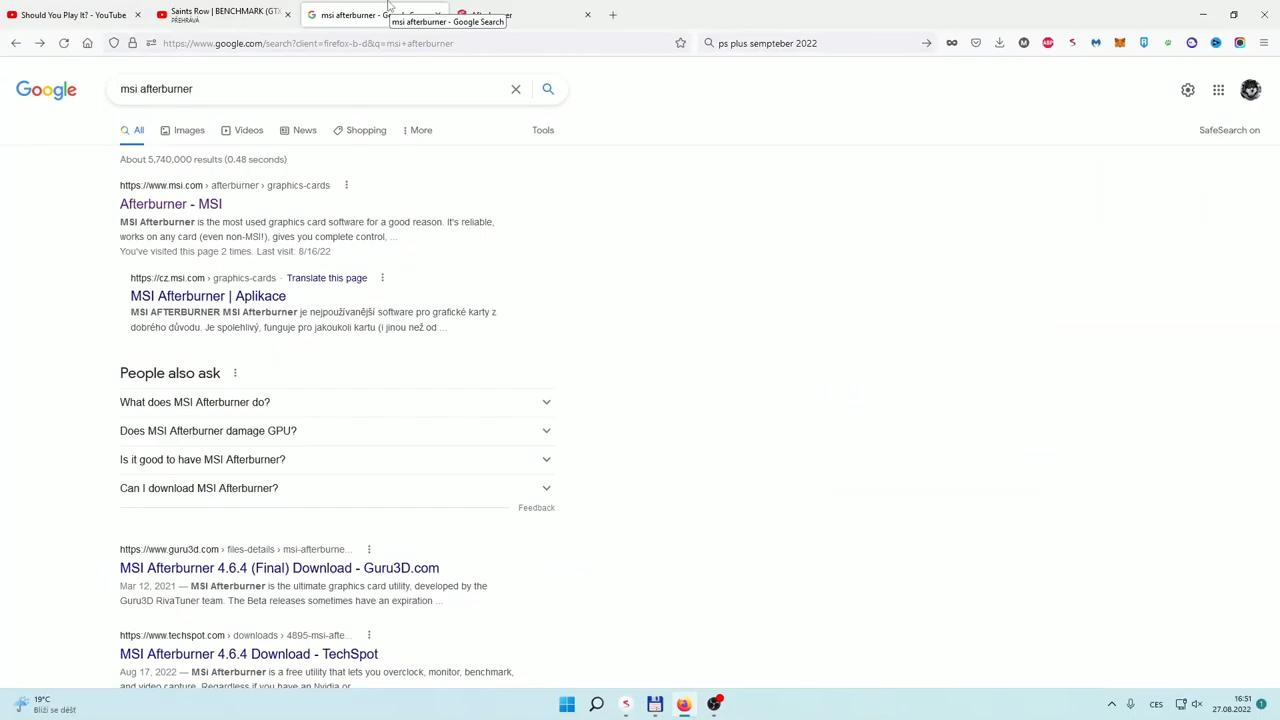 Should You Play It? - YouTube
Saints Row | BENCHMARK (GTX
PŘEHRÁVÁ
msi afterburner - Google Search
https://www.google.com/search?client=firefox-b-d&q=msi+afterburner
ps plus sempteber 2022
Google
msi afterburner
All
Images
Videos
News
Shopping
More
Tools
SafeSearch on
About 5,740,000 results (0.48 seconds)
https://www.msi.com › afterburner › graphics-cards
Afterburner - MSI
MSI Afterburner is the most used graphics card software for a good reason. It's reliable,
works on any card (even non-MSI!), gives you complete control, ...
You've visited this page 2 times. Last visit: 8/16/22
https://cz.msi.com › graphics-cards · Translate this page
MSI Afterburner | Aplikace
MSI AFTERBURNER MSI Afterburner je nejpoužívanější software pro grafické karty z
dobrého důvodu. Je spolehlivý, funguje pro jakoukoli kartu (i jinou než od ...
People also ask
What does MSI Afterburner do?
Does MSI Afterburner damage GPU?
Is it good to have MSI Afterburner?
Can I download MSI Afterburner?
Feedback
https://www.guru3d.com › files-details › msi-afterburne...
MSI Afterburner 4.6.4 (Final) Download - Guru3D.com
Mar 12, 2021 — MSI Afterburner is the ultimate graphics card utility, developed by the
Guru3D RivaTuner team. The Beta releases sometimes have an expiration ...
https://www.techspot.com › downloads › 4895-msi-afte...
MSI Afterburner 4.6.4 Download - TechSpot
Aug 17, 2022 — MSi Afterburner is a free utility that lets you overclock, monitor, benchmark,
and video capture. Regardless if you have an Nvidia or
19°C
Blíží se déšť
CES
16:51
27.08.2022